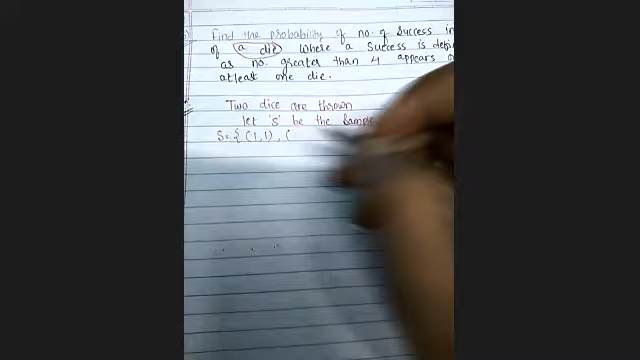 Find the probability of no. of Success in
of a die Where a Success is
as no. greater than 4 appears
atleast one die.
Two dice are thrown
let 's' be the Sample
S = { (1,1), (